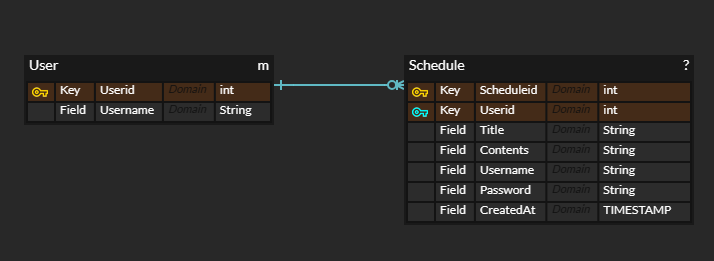 User m
Key Userid Domain int
Field Username Domain String
Schedule ?
Key Scheduleid Domain int
Key Userid Domain int
Field Title Domain String
Field Contents Domain String
Field Username Domain String
Field Password Domain String
Field CreatedAt Domain TIMESTAMP